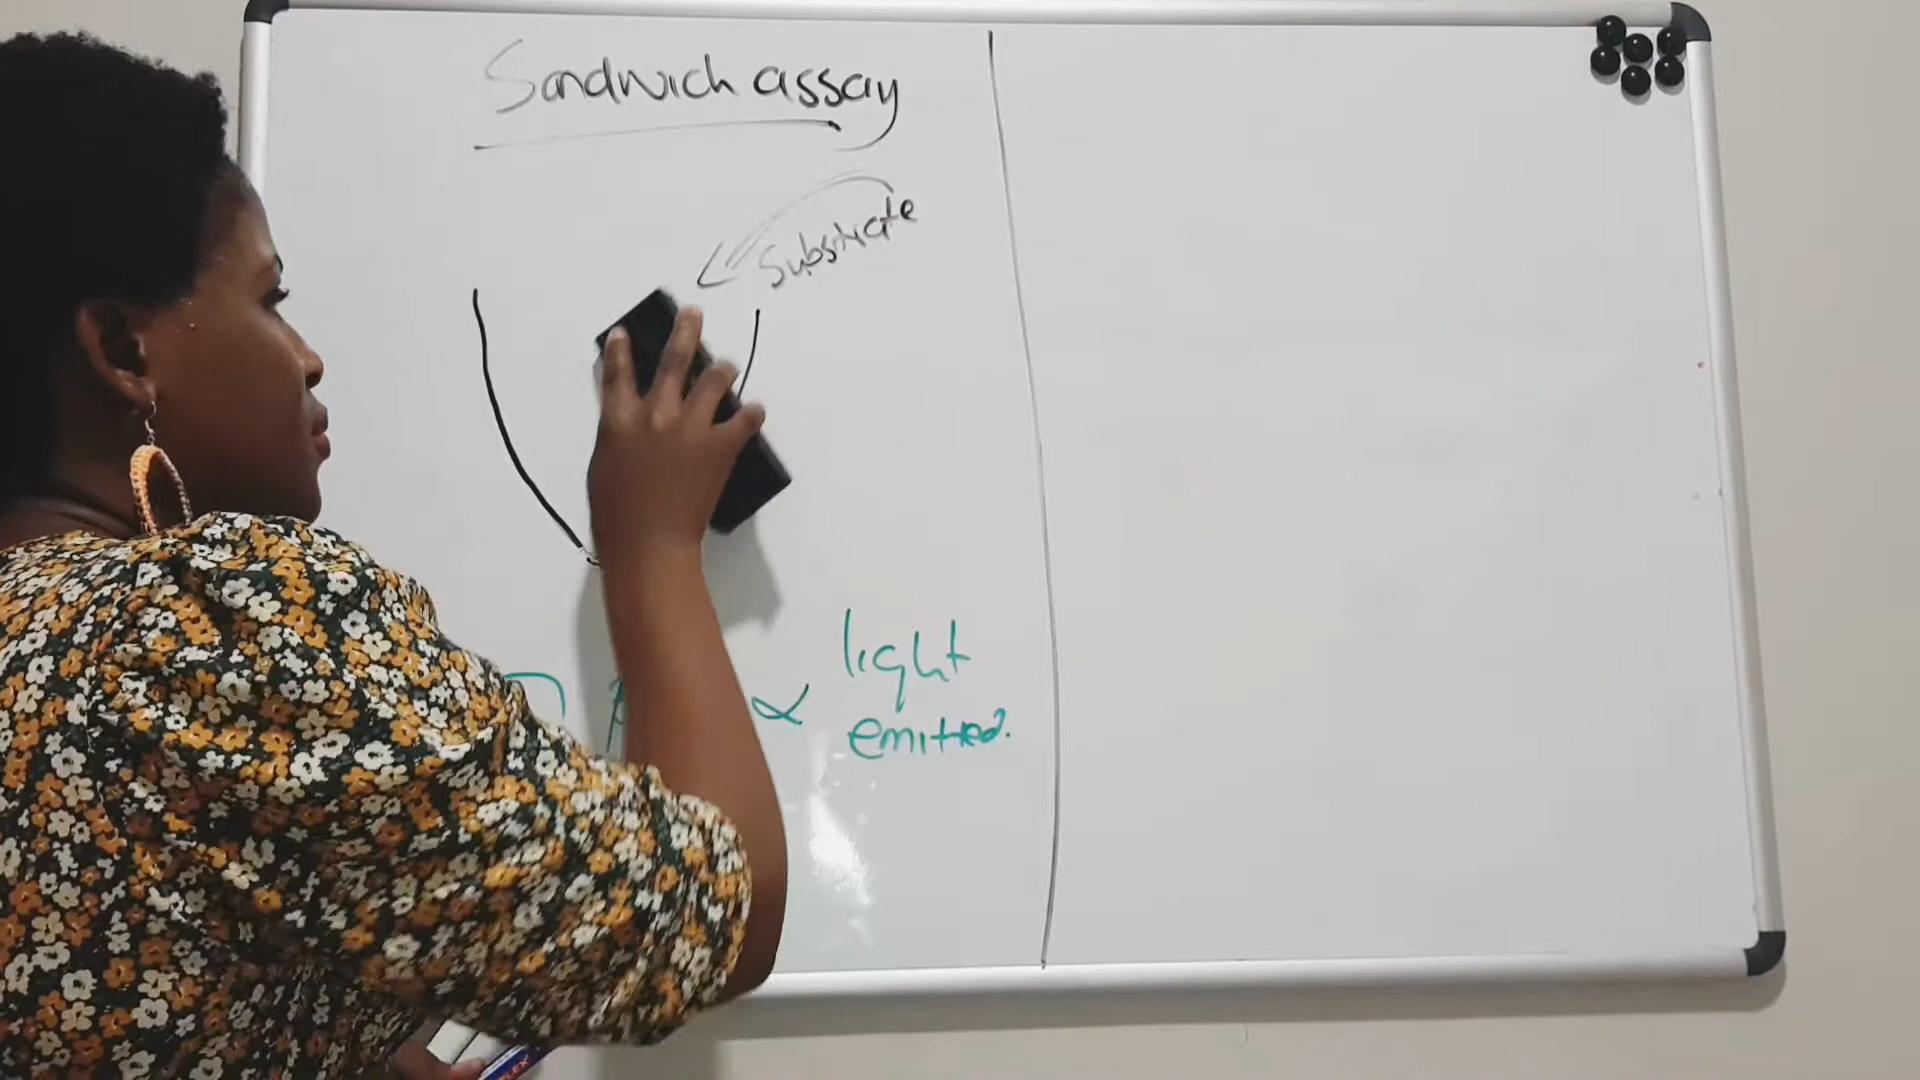 Sandwich assay
Substrate
∝ light
emitted.